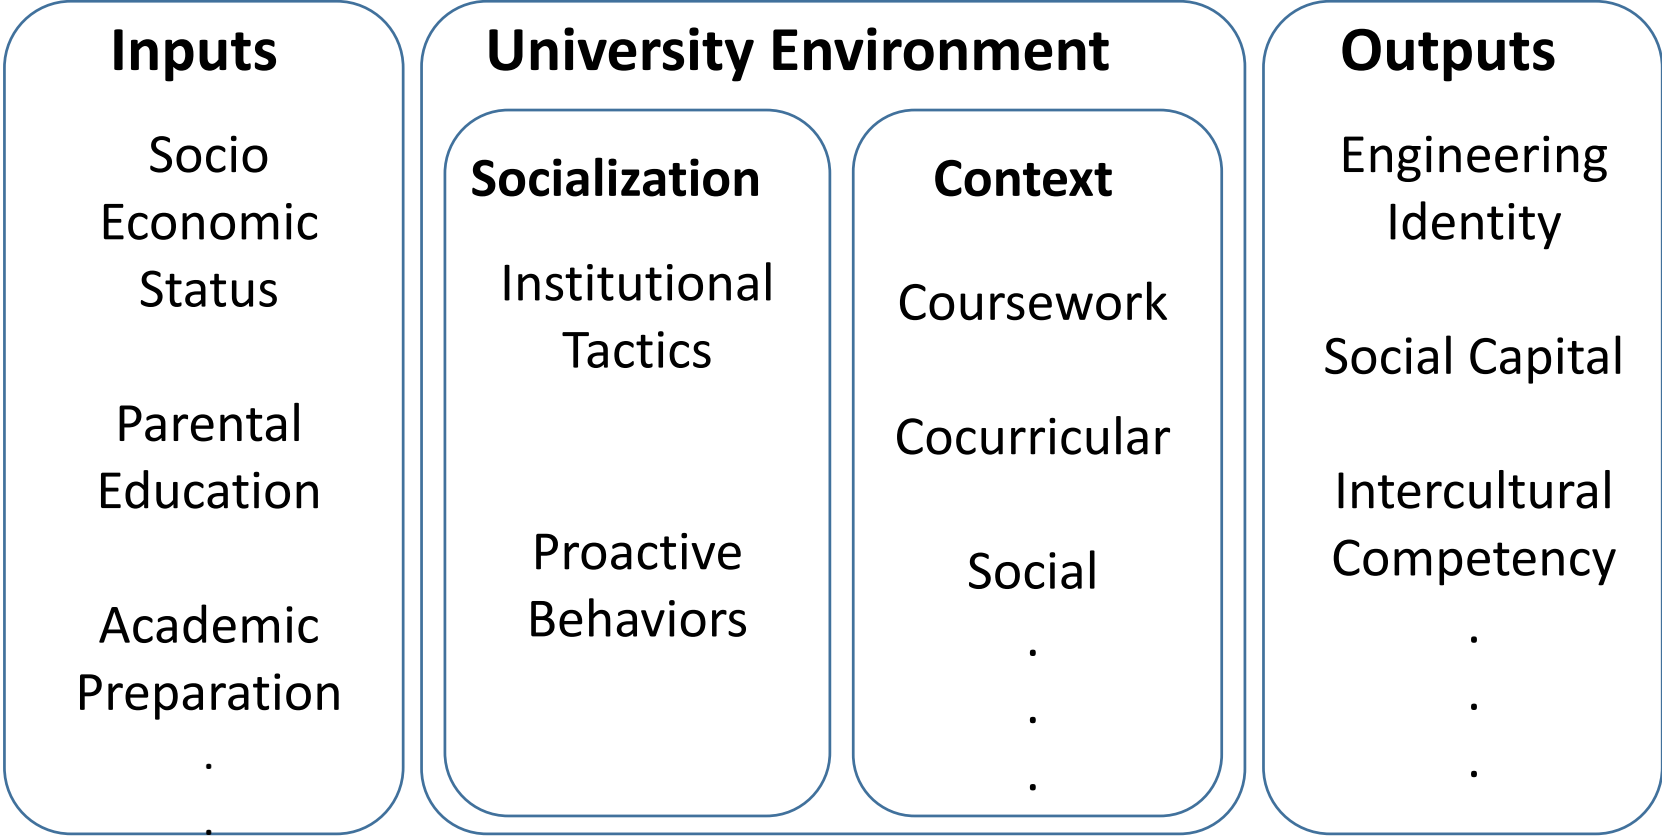 Inputs
Socio
Economic
Status
Parental
Education
Academic
Preparation
.
.
University Environment
Socialization
Institutional
Tactics
Proactive
Behaviors
Context
Coursework
Cocurricular
Social
.
.
.
Outputs
Engineering
Identity
Social Capital
Intercultural
Competency
.
.
.